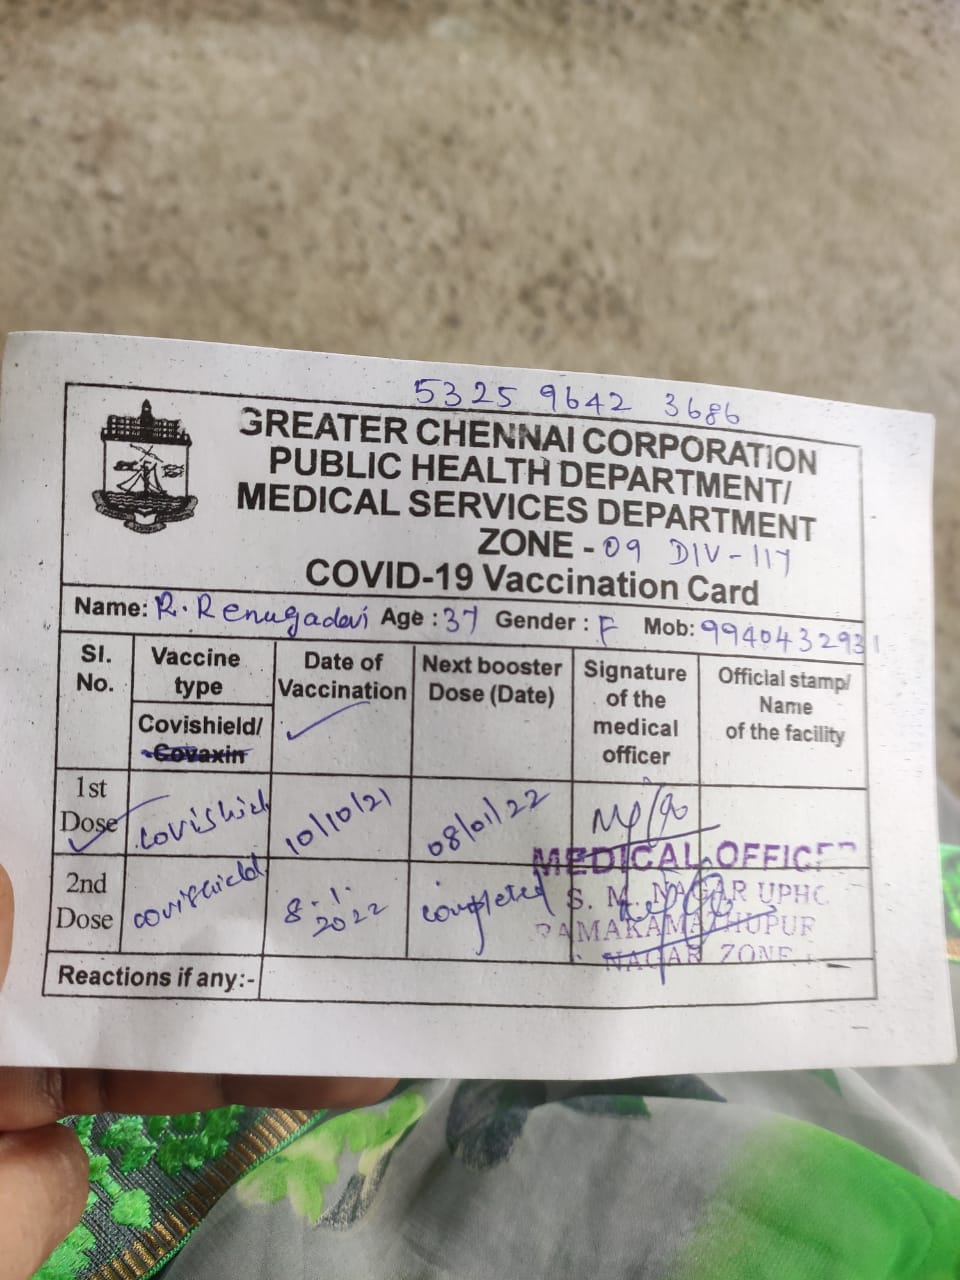 5325 9642 3686
GREATER CHENNAI CORPORATION
PUBLIC HEALTH DEPARTMENT/
MEDICAL SERVICES DEPARTMENT
ZONE - 09 DIV - 117
COVID-19 Vaccination Card
Name: R. Renugadevi Age : 37 Gender : F Mob: 9940432931
Sl. No.
Vaccine type
Covishield/
Covaxin
Date of Vaccination
Next booster Dose (Date)
Signature of the medical officer
Official stamp/ Name of the facility
1st Dose covishield 10/10/21 08/01/22
2nd Dose covishield 8.1.2022 completed
MEDICAL OFFICER
S. M. NAGAR UPHC
NAGAR ZONE
Reactions if any:-